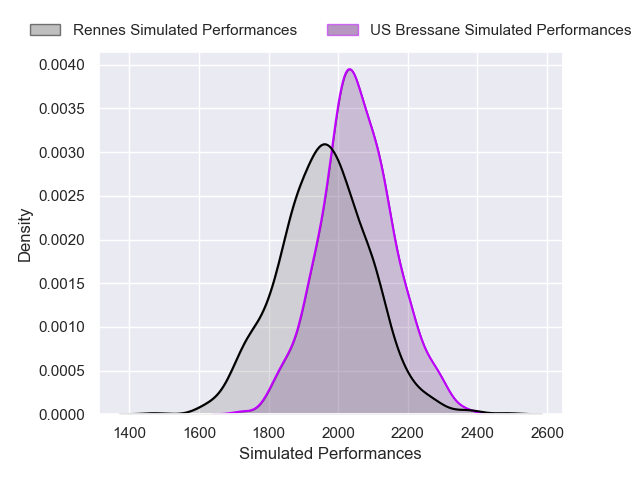 Rennes Simulated Performances US Bressane Simulated Performances
0.0040
0.0035
0.0030
0.0025
0.0020
0.0015
0.0010
0.0005
0.0000
Density
1400 1600 1800 2000 2200 2400 2600
Simulated Performances